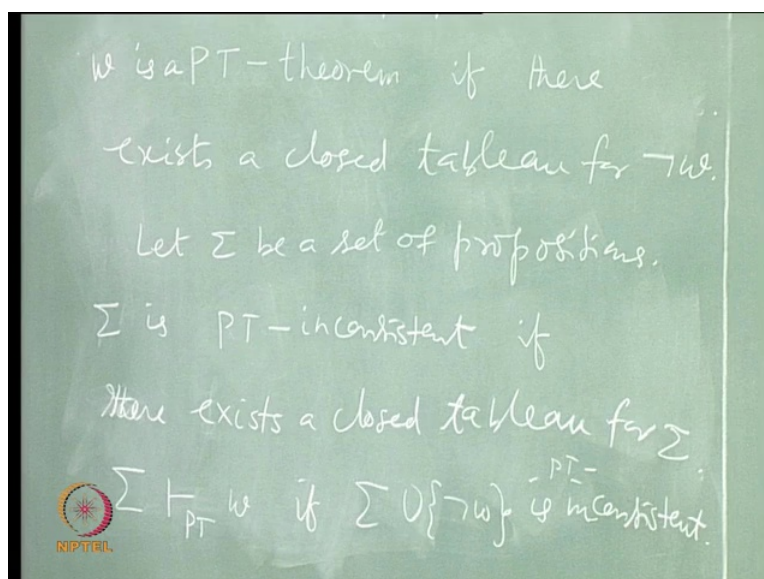 w is a PT-theorem if there
exists a closed tableau for ¬w.
Let Σ be a set of propositions.
Σ is PT-inconsistent if
there exists a closed tableau for Σ.
Σ ⊢PT w if Σ ∪ {¬w} is PT-inconsistent.
NPTEL